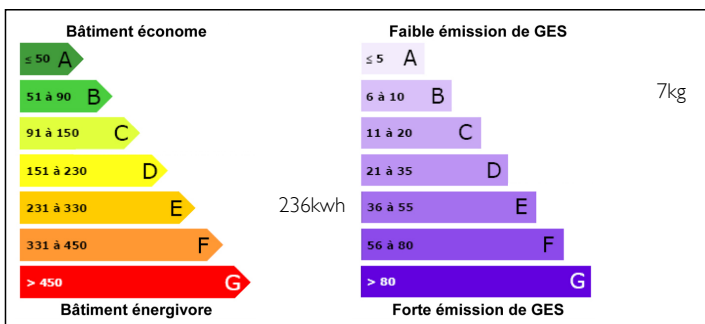 Bâtiment économe
≤ 50 A
51 à 90 B
91 à 150 C
151 à 230 D
231 à 330 E
236kwh
331 à 450 F
> 450 G
Bâtiment énergivore
Faible émission de GES
≤ 5 A
6 à 10 B
7kg
11 à 20 C
21 à 35 D
36 à 55 E
56 à 80 F
> 80 G
Forte émission de GES